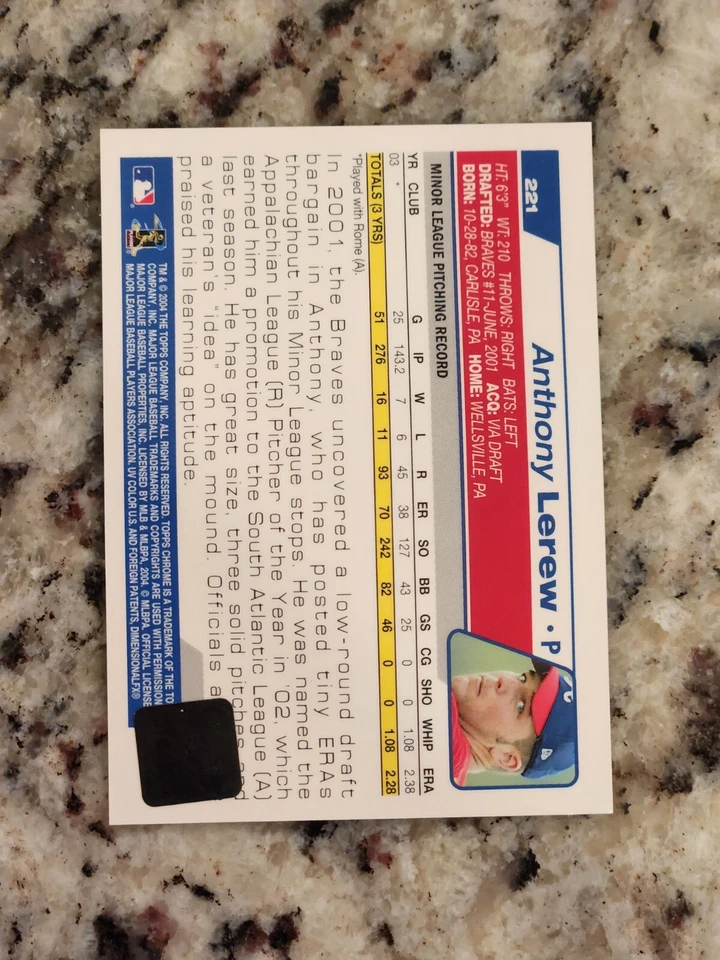 221
Anthony Lerew • P
HT: 6'3" WT: 210 THROWS: RIGHT BATS: LEFT
DRAFTED: BRAVES #11-JUNE, 2001 ACQ: VIA DRAFT
BORN: 10-28-82, CARLISLE, PA HOME: WELLSVILLE, PA
MINOR LEAGUE PITCHING RECORD
YR CLUB G IP W L R ER SO BB GS CG SHO WHIP ERA
03 * 25 143.2 7 6 45 38 127 43 25 0 0 1.08 2.38
TOTALS (3 YRS) 51 276 16 11 93 70 242 82 46 0 0 1.08 2.28
*Played with Rome (A).
In 2001, the Braves uncovered a low-round draft
bargain in Anthony, who has posted tiny ERAs
throughout his Minor League stops. He was named the
Appalachian League (R) Pitcher of the Year in '02, which
earned him a promotion to the South Atlantic League (A)
last season. He has great size, three solid pitches and
a veteran's "idea" on the mound. Officials
praised his learning aptitude.
TM & © 2004 THE TOPPS COMPANY, INC. ALL RIGHTS RESERVED. TOPPS CHROME IS A TRADEMARK OF THE TO
COMPANY, INC. MAJOR LEAGUE BASEBALL TRADEMARKS AND COPYRIGHTS ARE USED WITH PERMISSION
MAJOR LEAGUE BASEBALL PROPERTIES, INC. LICENSED BY MLB & MLBPA, 2004. © MLBPA. OFFICIAL LICENSE
MAJOR LEAGUE BASEBALL PLAYERS ASSOCIATION. UV COLOR U.S. AND FOREIGN PATENTS, DIMENSIONALFX®